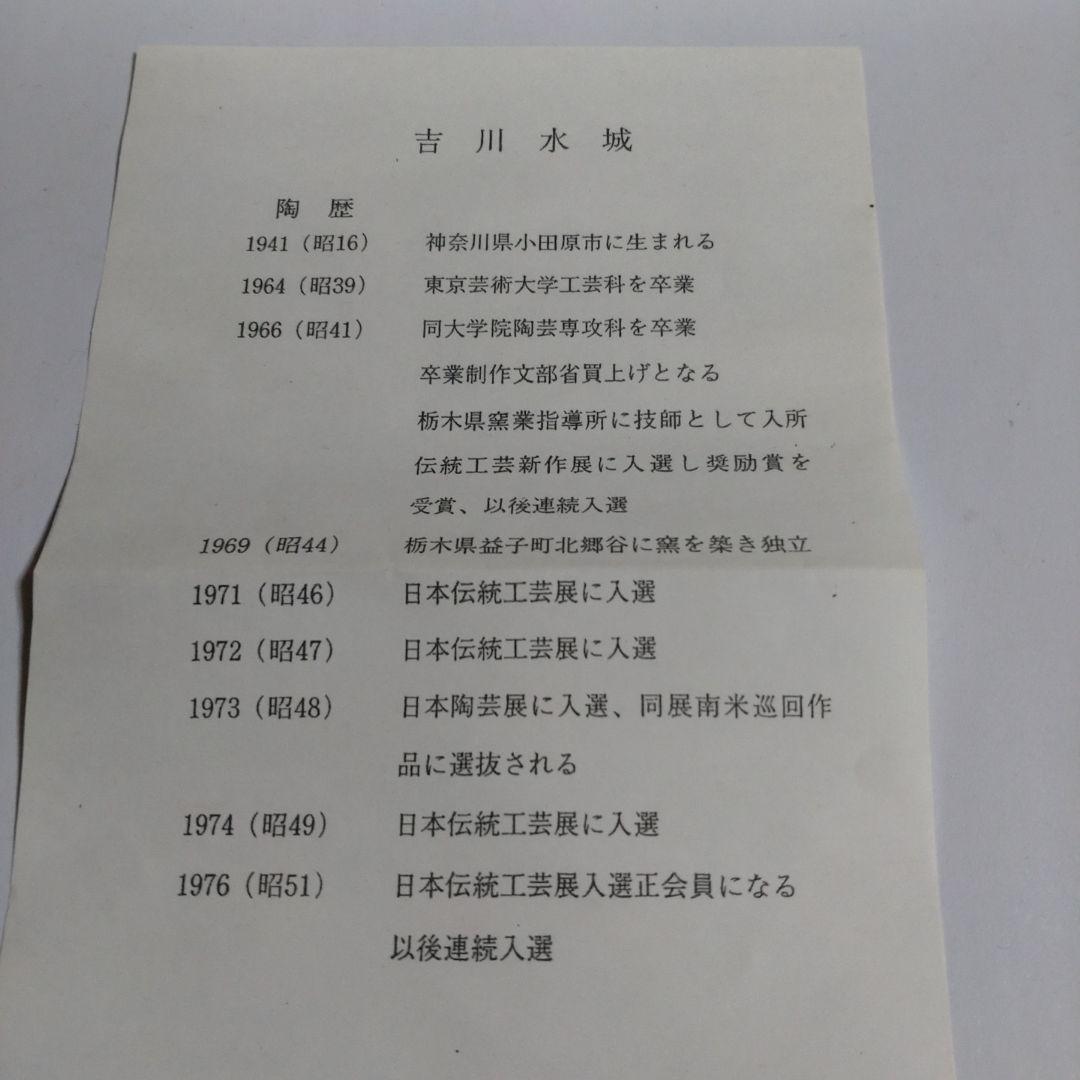 吉川水城
陶歴
1941(昭16) 神奈川県小田原市に生まれる
1964(昭39) 東京芸術大学工芸科を卒業
1966(昭41) 同大学院陶芸専攻科を卒業
卒業制作文部省買上げとなる
栃木県窯業指導所に技師として入所
伝統工芸新作展に入選し奨励賞を
受賞、以後連続入選
1969(昭44) 栃木県益子町北郷谷に窯を築き独立
1971(昭46) 日本伝統工芸展に入選
1972(昭47) 日本伝統工芸展に入選
1973(昭48) 日本陶芸展に入選、同展南米巡回作
品に選抜される
1974(昭49) 日本伝統工芸展に入選
1976(昭51) 日本伝統工芸展入選正会員になる
以後連続入選